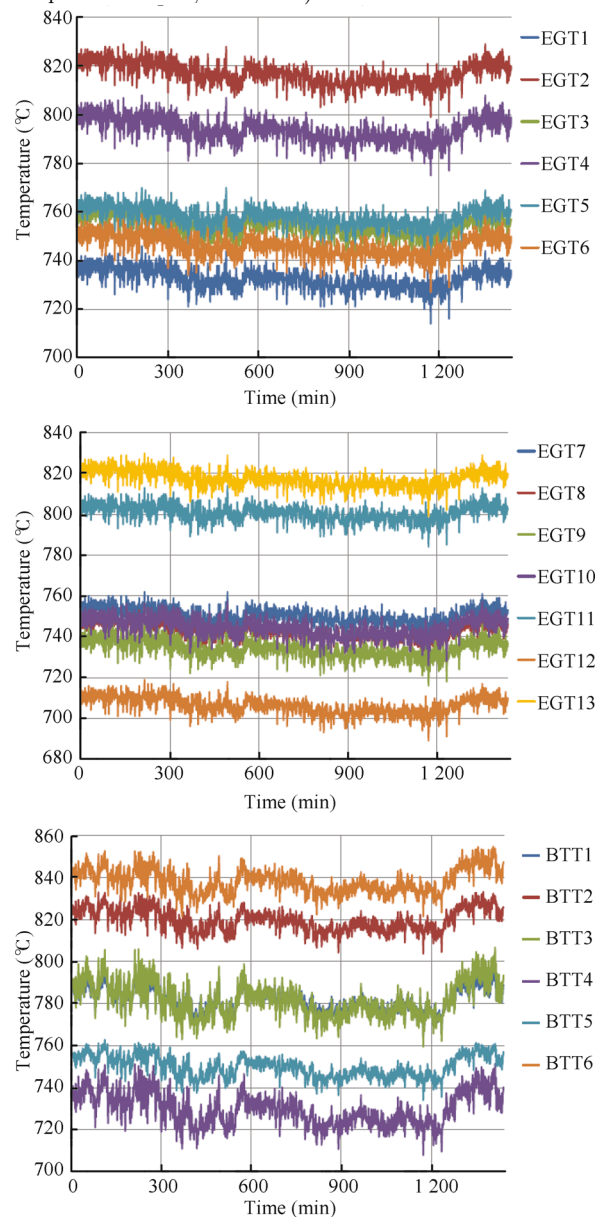 840
820
800
780
760
740
720
700
0
300
600
900
1 200
Temperature (℃)
Time (min)
EGT1
EGT2
EGT3
EGT4
EGT5
EGT6
840
820
800
780
760
740
720
700
680
0
300
600
900
1 200
Temperature (℃)
Time (min)
EGT7
EGT8
EGT9
EGT10
EGT11
EGT12
EGT13
860
840
820
800
780
760
740
720
700
0
300
600
900
1 200
Temperature (℃)
Time (min)
BTT1
BTT2
BTT3
BTT4
BTT5
BTT6